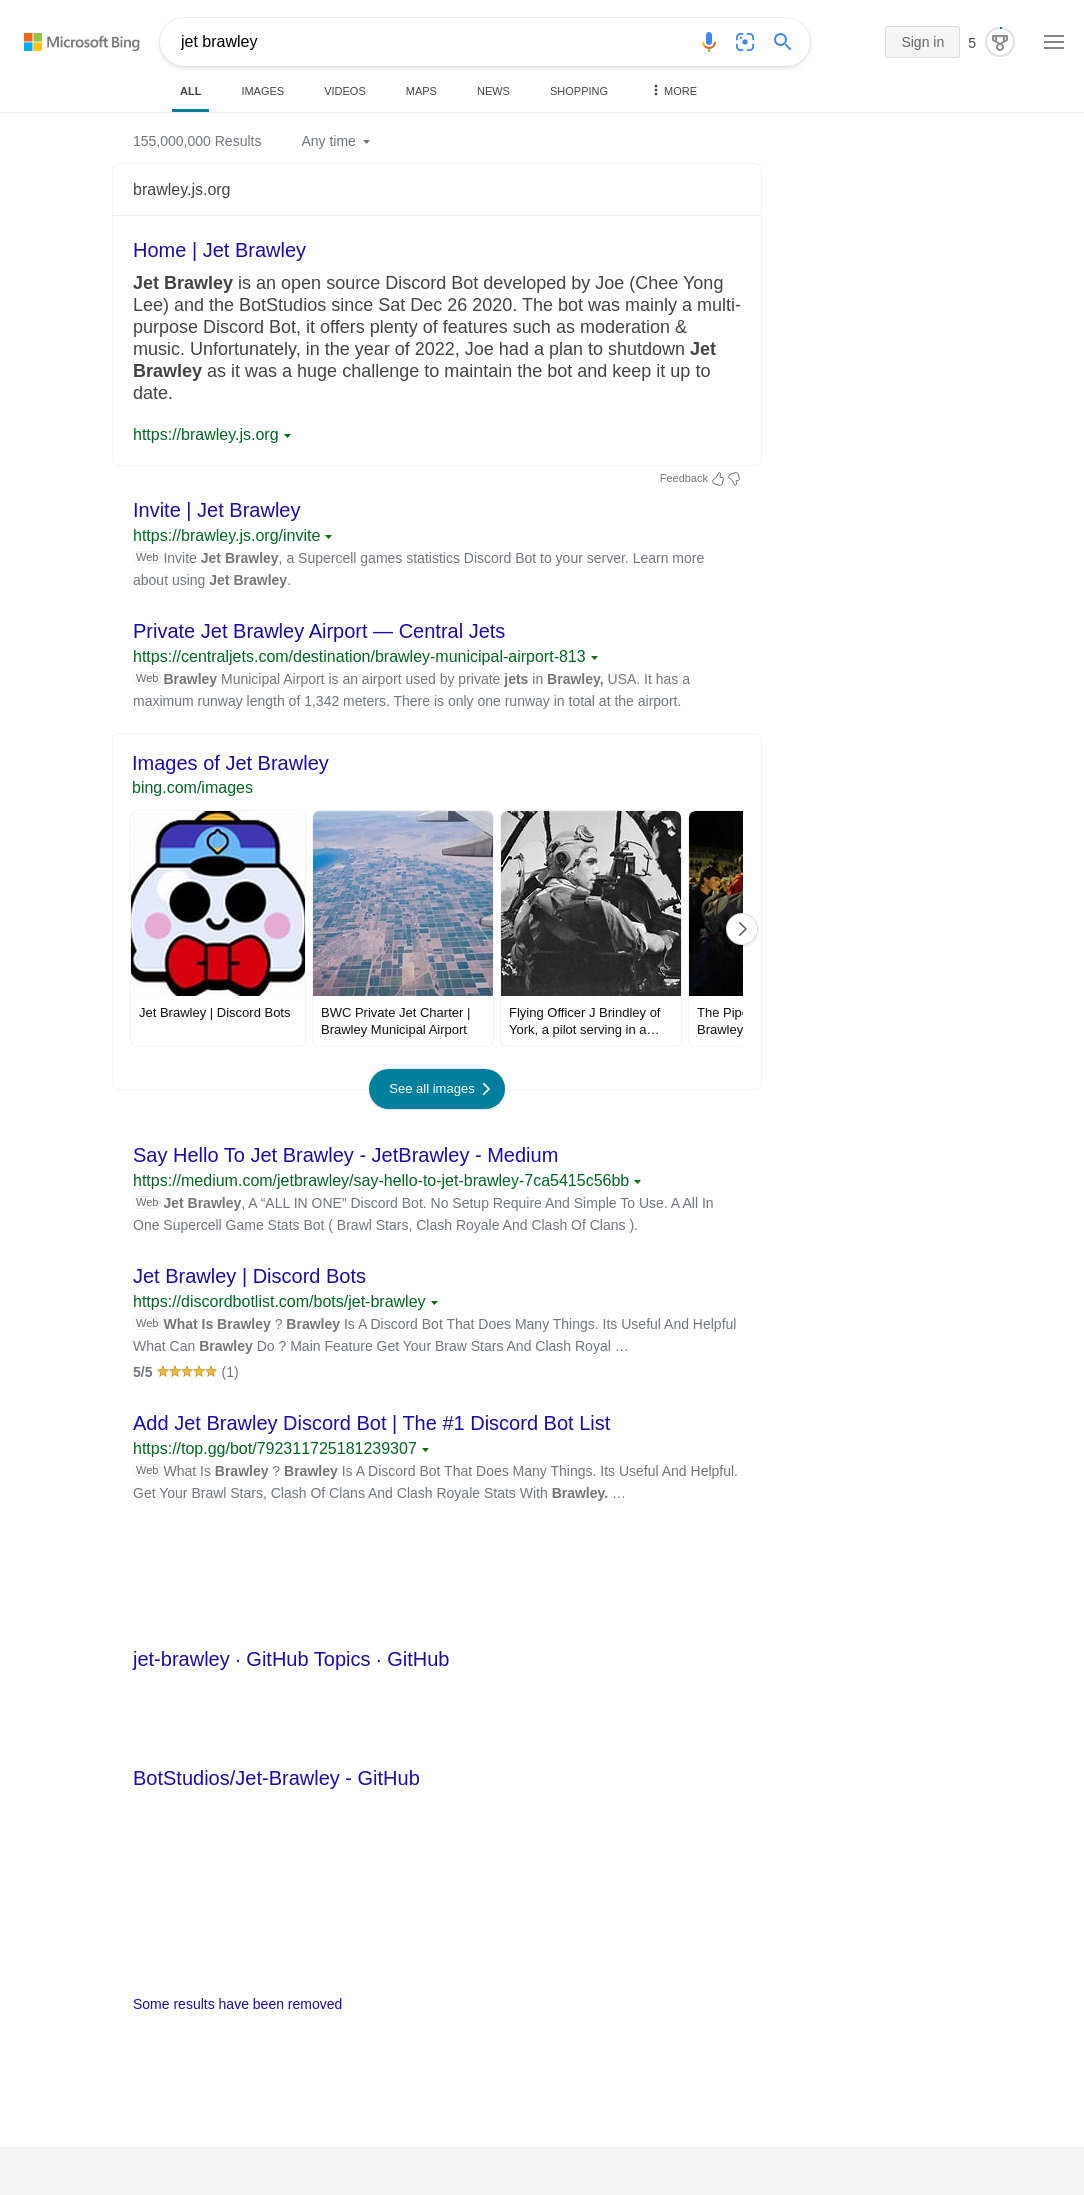 Microsoft Bing
jet brawley
Sign in
5
ALL
IMAGES
VIDEOS
MAPS
NEWS
SHOPPING
MORE
155,000,000 Results
Any time
brawley.js.org
Home | Jet Brawley
Jet Brawley is an open source Discord Bot developed by Joe (Chee Yong
Lee) and the BotStudios since Sat Dec 26 2020. The bot was mainly a multi-
purpose Discord Bot, it offers plenty of features such as moderation &
music. Unfortunately, in the year of 2022, Joe had a plan to shutdown Jet
Brawley as it was a huge challenge to maintain the bot and keep it up to
date.
https://brawley.js.org
Feedback
Invite | Jet Brawley
https://brawley.js.org/invite
Web Invite Jet Brawley, a Supercell games statistics Discord Bot to your server. Learn more
about using Jet Brawley.
Private Jet Brawley Airport — Central Jets
https://centraljets.com/destination/brawley-municipal-airport-813
Web Brawley Municipal Airport is an airport used by private jets in Brawley, USA. It has a
maximum runway length of 1,342 meters. There is only one runway in total at the airport.
Images of Jet Brawley
bing.com/images
Jet Brawley | Discord Bots
BWC Private Jet Charter |
Brawley Municipal Airport
Flying Officer J Brindley of
York, a pilot serving in a…
The Pip
Brawley
See all images
Say Hello To Jet Brawley - JetBrawley - Medium
https://medium.com/jetbrawley/say-hello-to-jet-brawley-7ca5415c56bb
Web Jet Brawley, A “ALL IN ONE” Discord Bot. No Setup Require And Simple To Use. A All In
One Supercell Game Stats Bot ( Brawl Stars, Clash Royale And Clash Of Clans ).
Jet Brawley | Discord Bots
https://discordbotlist.com/bots/jet-brawley
Web What Is Brawley ? Brawley Is A Discord Bot That Does Many Things. Its Useful And Helpful
What Can Brawley Do ? Main Feature Get Your Braw Stars And Clash Royal …
5/5 (1)
Add Jet Brawley Discord Bot | The #1 Discord Bot List
https://top.gg/bot/792311725181239307
Web What Is Brawley ? Brawley Is A Discord Bot That Does Many Things. Its Useful And Helpful.
Get Your Brawl Stars, Clash Of Clans And Clash Royale Stats With Brawley. …
jet-brawley · GitHub Topics · GitHub
BotStudios/Jet-Brawley - GitHub
Some results have been removed